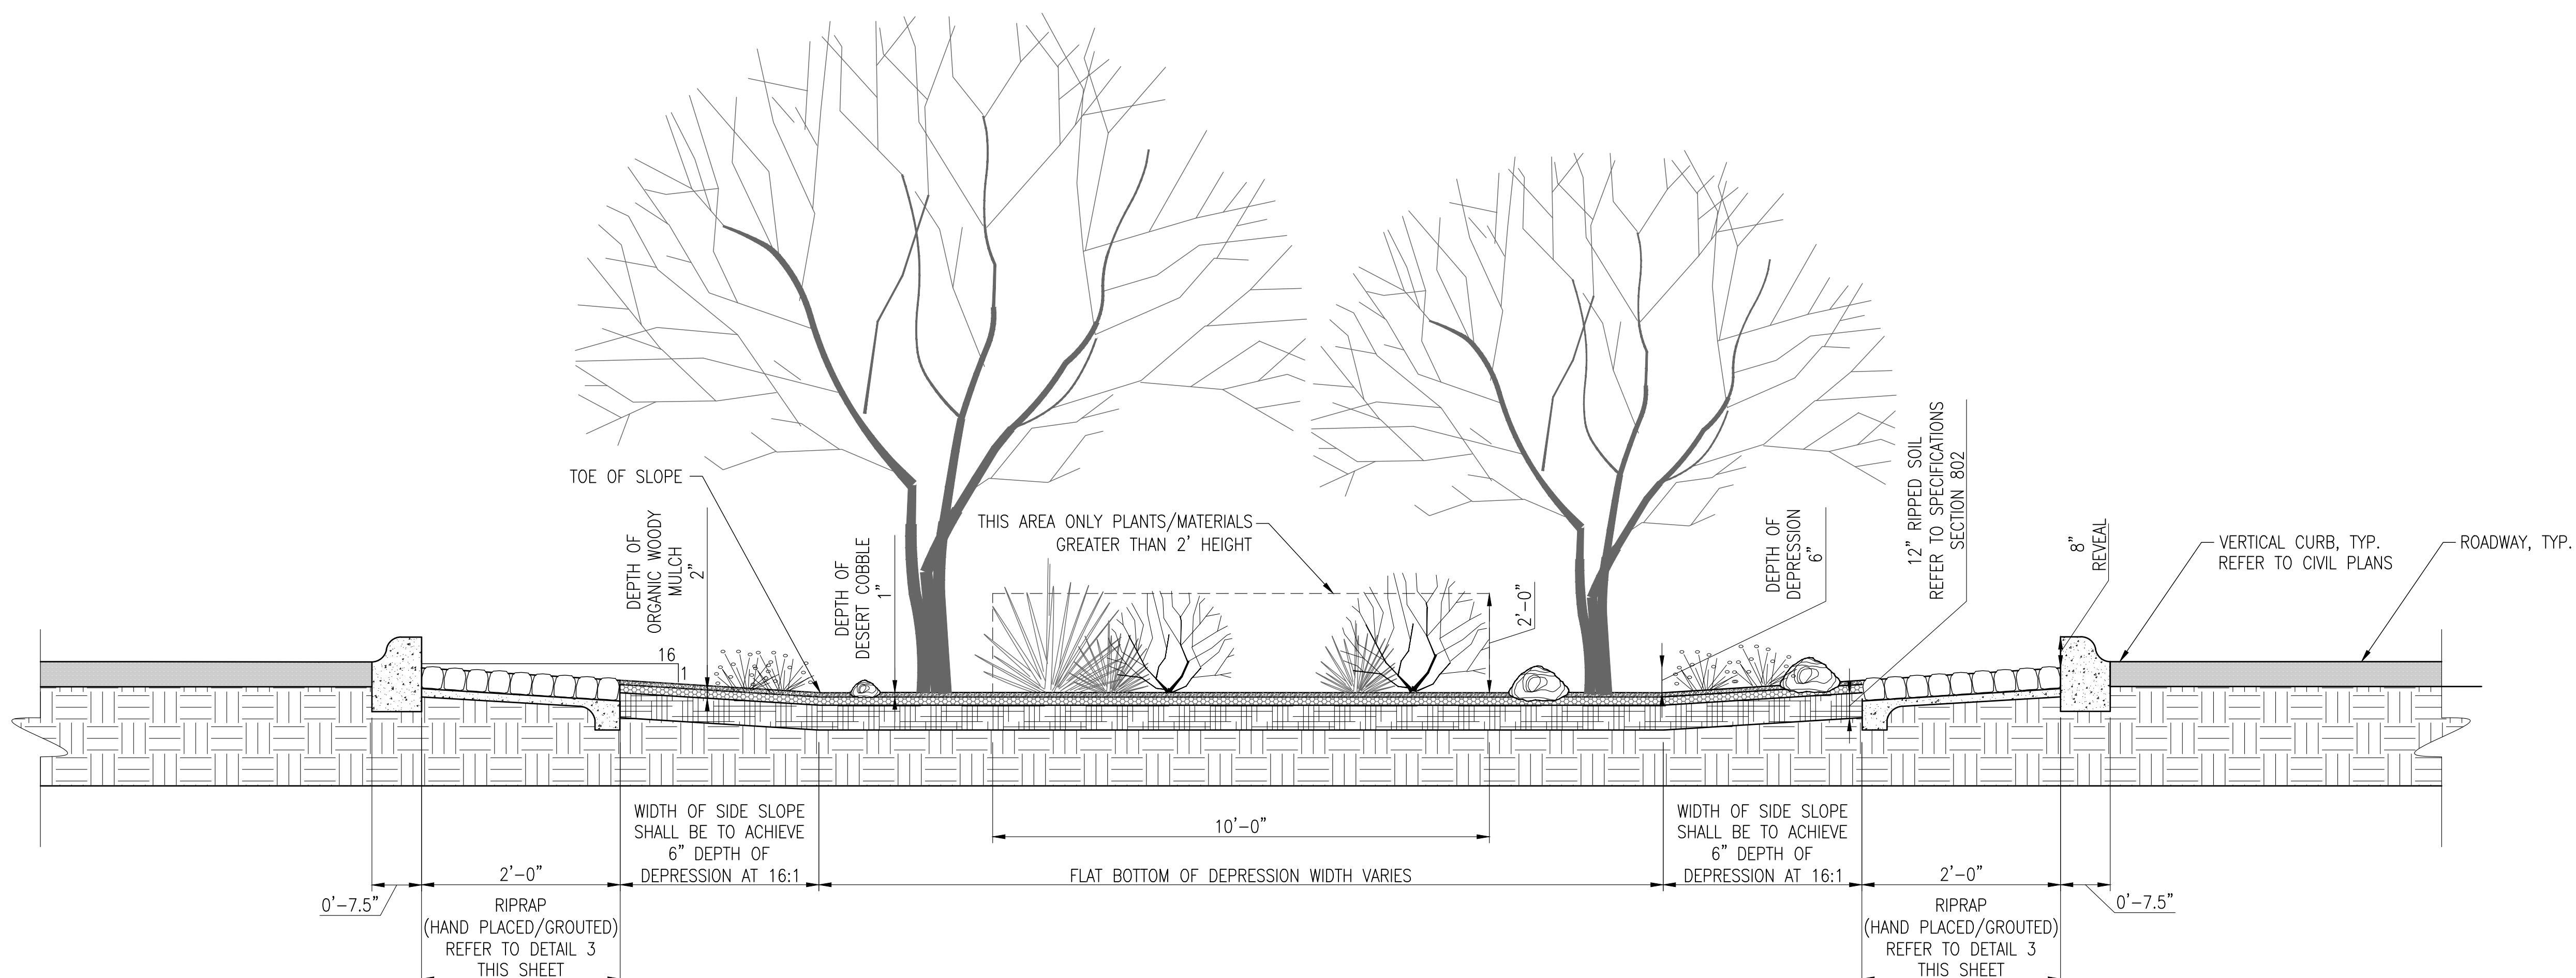 TOE OF SLOPE
DEPTH OF
ORGANIC WOODY
MULCH
2"
DEPTH OF
DESERT COBBLE
1"
THIS AREA ONLY PLANTS/MATERIALS
GREATER THAN 2' HEIGHT
2'-0"
DEPTH OF
DEPRESSION
6"
12" RIPPED SOIL
REFER TO SPECIFICATIONS
SECTION 802
8"
REVEAL
VERTICAL CURB, TYP.
REFER TO CIVIL PLANS
ROADWAY, TYP.
16
1
WIDTH OF SIDE SLOPE
SHALL BE TO ACHIEVE
6" DEPTH OF
DEPRESSION AT 16:1
10'-0"
FLAT BOTTOM OF DEPRESSION WIDTH VARIES
WIDTH OF SIDE SLOPE
SHALL BE TO ACHIEVE
6" DEPTH OF
DEPRESSION AT 16:1
0'-7.5"
2'-0"
RIPRAP
(HAND PLACED/GROUTED)
REFER TO DETAIL 3
THIS SHEET
2'-0"
RIPRAP
(HAND PLACED/GROUTED)
REFER TO DETAIL 3
THIS SHEET
0'-7.5"